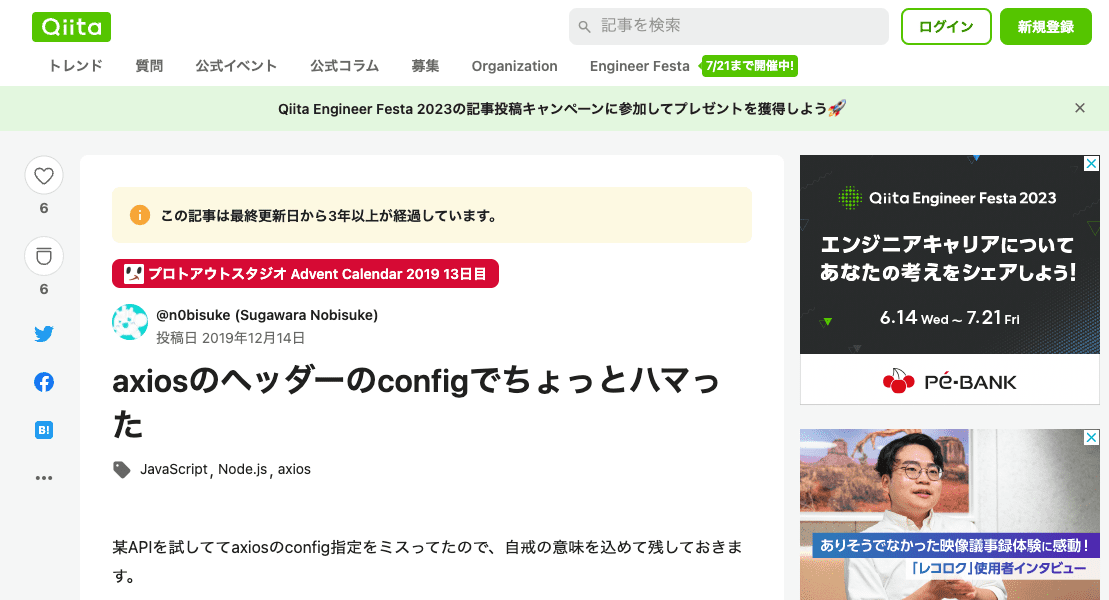 Qiita
記事を検索
ログイン
新規登録
トレンド
質問
公式イベント
公式コラム
募集
Organization
Engineer Festa
7/21まで開催中!
Qiita Engineer Festa 2023の記事投稿キャンペーンに参加してプレゼントを獲得しよう🚀
6
6
B!
この記事は最終更新日から3年以上が経過しています。
プロトアウトスタジオ Advent Calendar 2019 13日目
@n0bisuke (Sugawara Nobisuke)
投稿日 2019年12月14日
axiosのヘッダーのconfigでちょっとハマっ
た
JavaScript, Node.js, axios
某APIを試しててaxiosのconfig指定をミスってたので、自戒の意味を込めて残しておきま
す。
Qiita Engineer Festa 2023
エンジニアキャリアについて
あなたの考えをシェアしよう!
6.14 Wed ~ 7.21 Fri
PÉ-BANK
ありそうでなかった映像議事録体験に感動!
「レコロク」使用者インタビュー